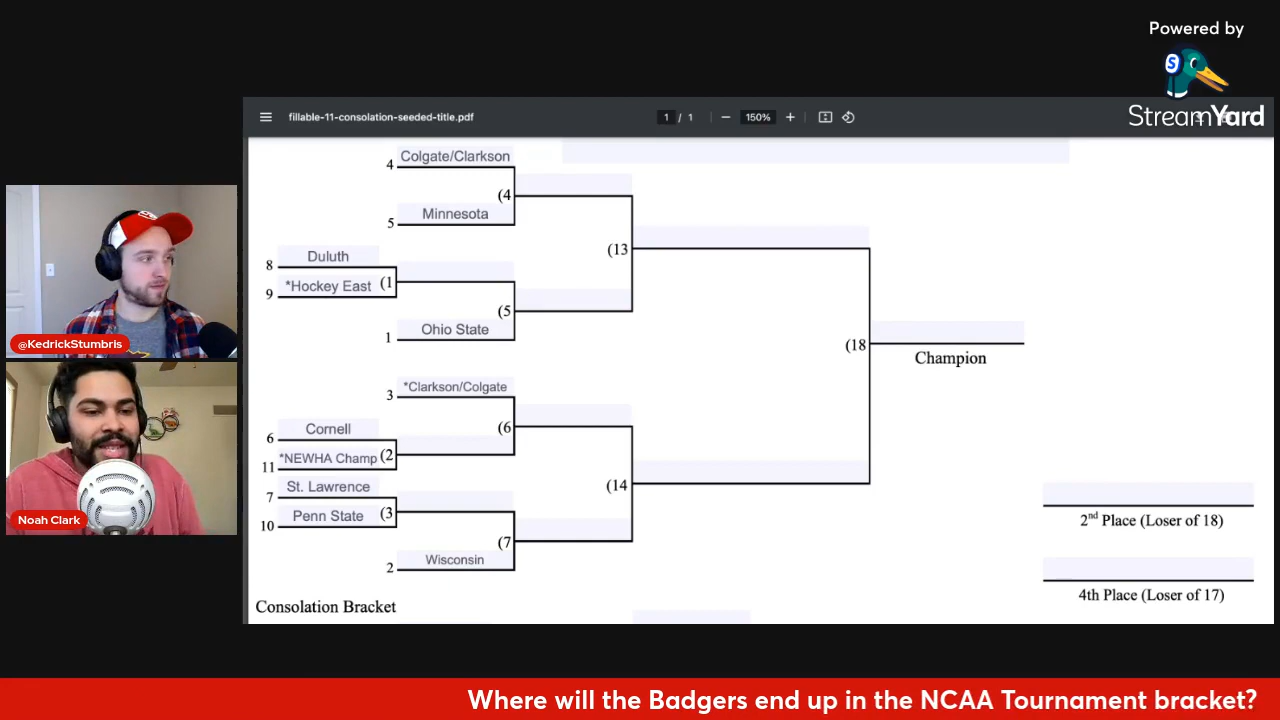 Powered by
S
StreamYard
fillable-11-consolation-seeded-title.pdf
1 / 1
150%
4 Colgate/Clarkson
(4
5 Minnesota
(13
8 Duluth
9 *Hockey East (1
(5
1 Ohio State
(18
Champion
3 *Clarkson/Colgate
(6
6 Cornell
11 *NEWHA Champ (2
7 St. Lawrence
(14
10 Penn State (3
(7
2 Wisconsin
2nd Place (Loser of 18)
4th Place (Loser of 17)
Consolation Bracket
@KedrickStumbris
Noah Clark
Where will the Badgers end up in the NCAA Tournament bracket?